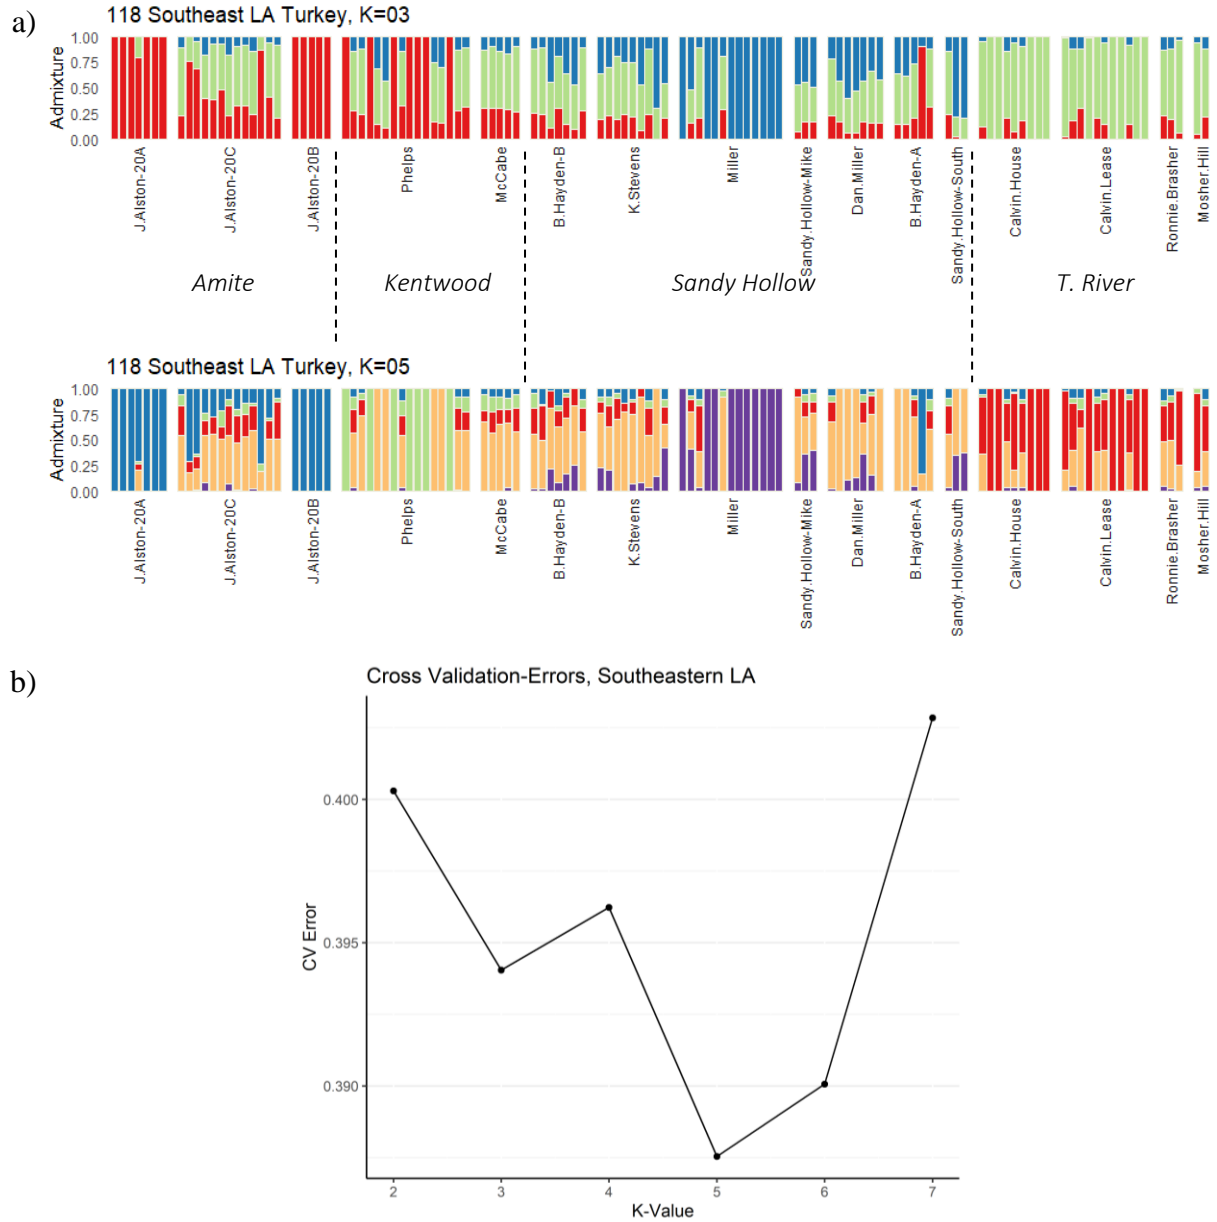 a)
118 Southeast LA Turkey, K=03
Admixture
1.00
0.75
0.50
0.25
0.00
J.Alston-20A
J.Alston-20C
J.Alston-20B
Phelps
McCabe
B.Hayden-B
K.Stevens
Miller
Sandy.Hollow-Mike
Dan.Miller
B.Hayden-A
Sandy.Hollow-South
Calvin.House
Calvin.Lease
Ronnie.Brasher
Mosher.Hill
Amite
Kentwood
Sandy Hollow
T. River
118 Southeast LA Turkey, K=05
Admixture
1.00
0.75
0.50
0.25
0.00
J.Alston-20A
J.Alston-20C
J.Alston-20B
Phelps
McCabe
B.Hayden-B
K.Stevens
Miller
Sandy.Hollow-Mike
Dan.Miller
B.Hayden-A
Sandy.Hollow-South
Calvin.House
Calvin.Lease
Ronnie.Brasher
Mosher.Hill
b)
Cross Validation-Errors, Southeastern LA
CV Error
0.400
0.395
0.390
2 3 4 5 6 7
K-Value